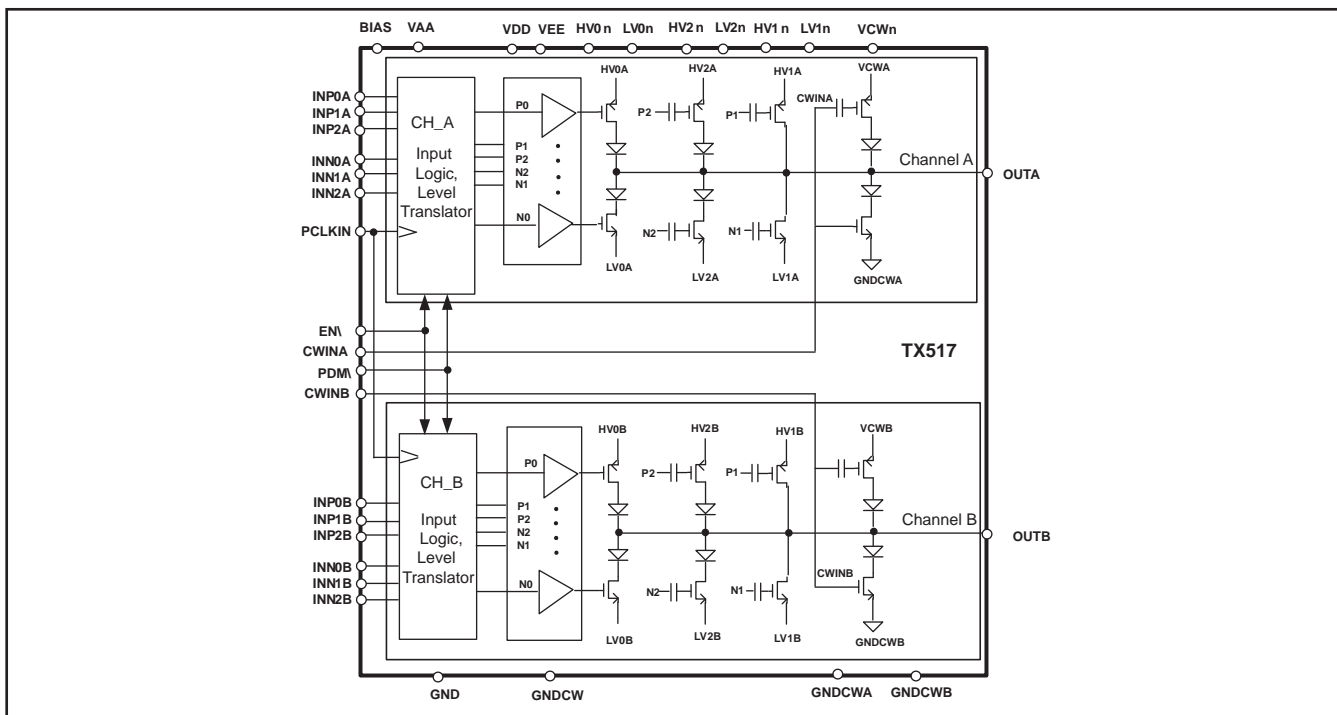 BIAS VAA VDD VEE HV0n LV0n HV2n LV2n HV1n LV1n VCWn
HV0A HV2A HV1A VCWA
INP0A
INP1A
INP2A
INN0A
INN1A
INN2A
PCLKIN
CH_A
Input
Logic,
Level
Translator
P0
P1
P2
N2
N1
N0
P2
P1
CWINA
N2
N1
LV0A LV2A LV1A
GNDCWA
Channel A
OUTA
EN\
CWINA
PDM\
CWINB
TX517
HV0B HV2B HV1B VCWB
INP0B
INP1B
INP2B
INN0B
INN1B
INN2B
CH_B
Input
Logic,
Level
Translator
P0
P1
P2
N2
N1
N0
P2
P1
N2
N1
CWINB
LV0B LV2B LV1B
GNDCWB
Channel B
OUTB
GND GNDCW GNDCWA GNDCWB